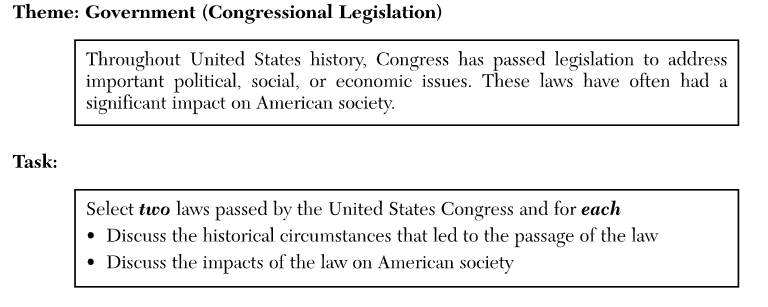 Theme: Government (Congressional Legislation)
Throughout United States history, Congress has passed legislation to address
important political, social, or economic issues. These laws have often had a
significant impact on American society.
Task:
Select two laws passed by the United States Congress and for each
• Discuss the historical circumstances that led to the passage of the law
• Discuss the impacts of the law on American society